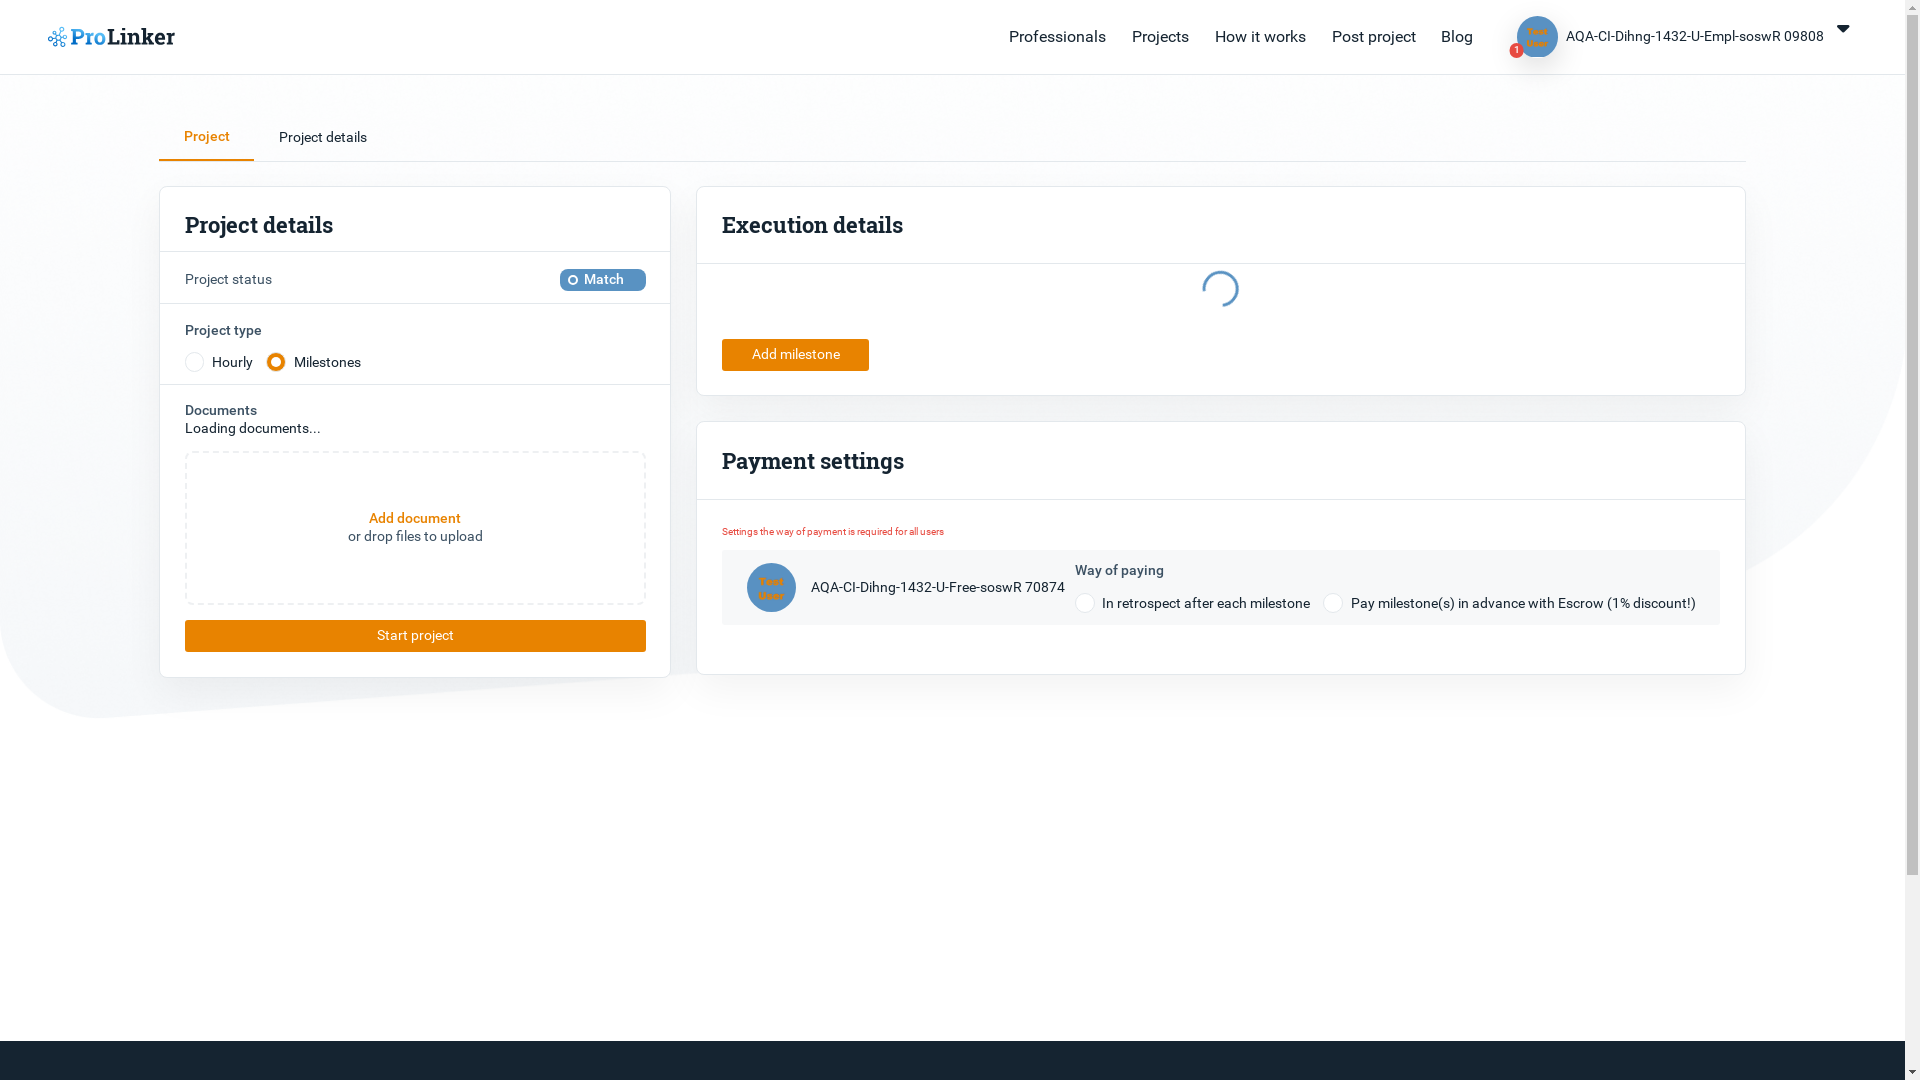 ProLinker
Professionals
Projects
How it works
Post project
Blog
Test
User
1
AQA-CI-Dihng-1432-U-Empl-soswR 09808
Project
Project details
Project details
Project status
Match
Project type
Hourly
Milestones
Documents
Loading documents...
Add document
or drop files to upload
Start project
Execution details
Add milestone
Payment settings
Settings the way of payment is required for all users
Test
User
AQA-CI-Dihng-1432-U-Free-soswR 70874
Way of paying
In retrospect after each milestone
Pay milestone(s) in advance with Escrow (1% discount!)